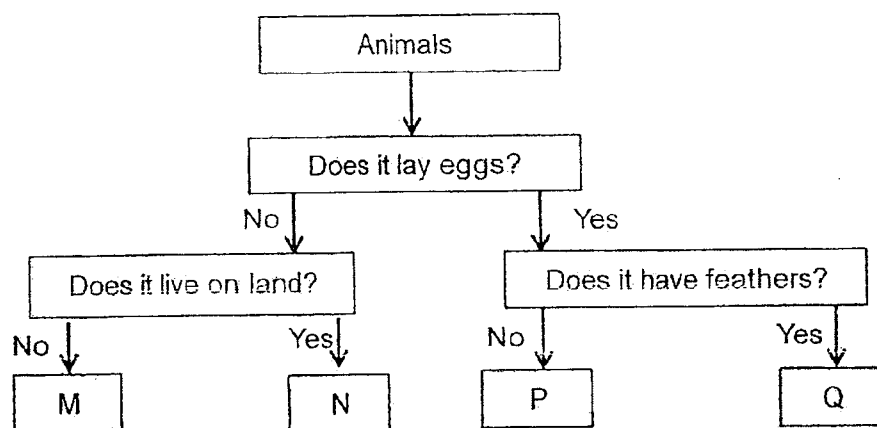 Animals
Does it lay eggs?
No
Yes
Does it live on land?
Does it have feathers?
No
Yes
No
Yes
M
N
P
Q